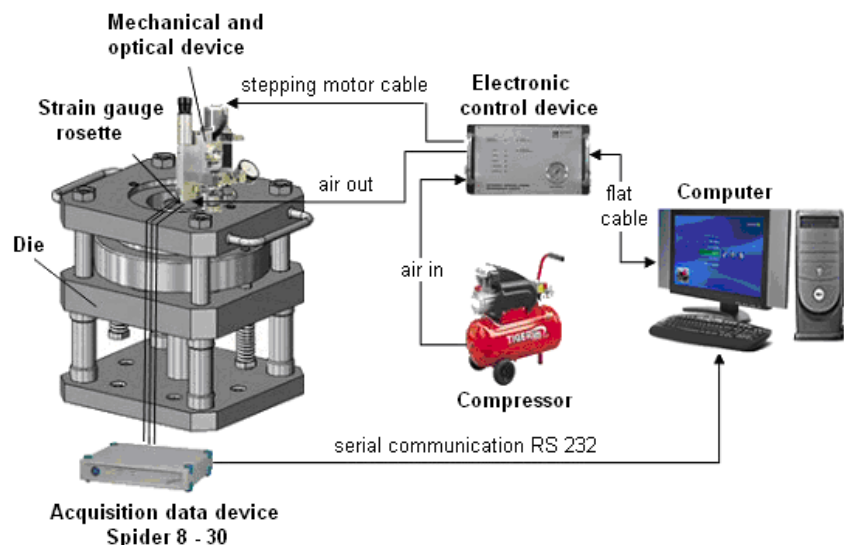 Mechanical and
optical device
stepping motor cable
Electronic
control device
Strain gauge
rosette
air out
flat
cable
Computer
Die
air in
TIGER
Compressor
serial communication RS 232
Acquisition data device
Spider 8 - 30